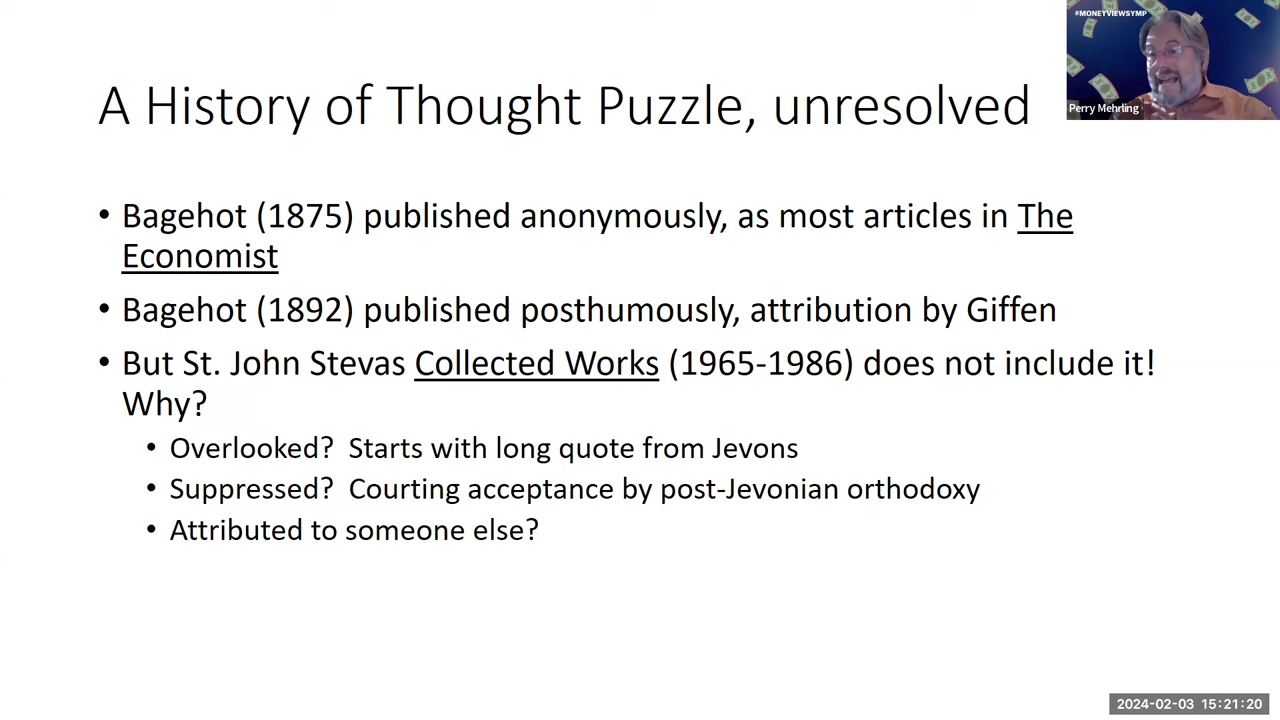 #MONEYVIEWSYMP
Perry Mehrling
A History of Thought Puzzle, unresolved
• Bagehot (1875) published anonymously, as most articles in The
Economist
• Bagehot (1892) published posthumously, attribution by Giffen
• But St. John Stevas Collected Works (1965-1986) does not include it!
Why?
• Overlooked? Starts with long quote from Jevons
• Suppressed? Courting acceptance by post-Jevonian orthodoxy
• Attributed to someone else?
2024-02-03 15:21:20